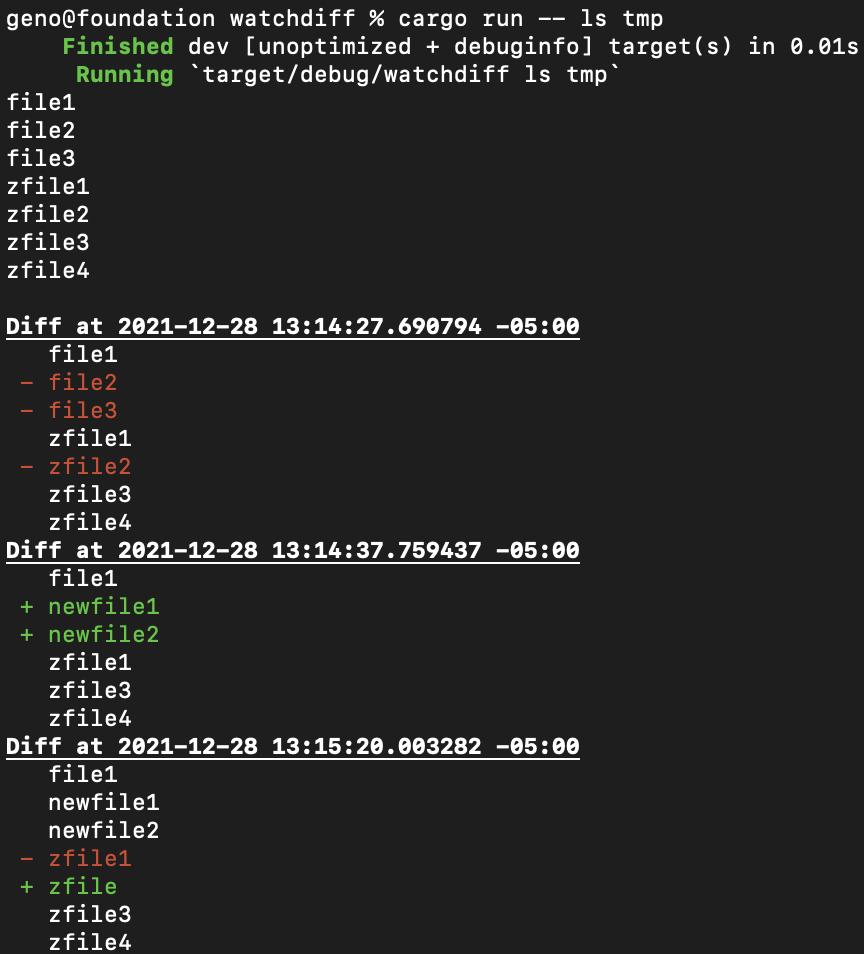 geno@foundation watchdiff % cargo run -- ls tmp
    Finished dev [unoptimized + debuginfo] target(s) in 0.01s
     Running `target/debug/watchdiff ls tmp`
file1
file2
file3
zfile1
zfile2
zfile3
zfile4

Diff at 2021-12-28 13:14:27.690794 -05:00
   file1
 - file2
 - file3
   zfile1
 - zfile2
   zfile3
   zfile4
Diff at 2021-12-28 13:14:37.759437 -05:00
   file1
 + newfile1
 + newfile2
   zfile1
   zfile3
   zfile4
Diff at 2021-12-28 13:15:20.003282 -05:00
   file1
   newfile1
   newfile2
 - zfile1
 + zfile
   zfile3
   zfile4